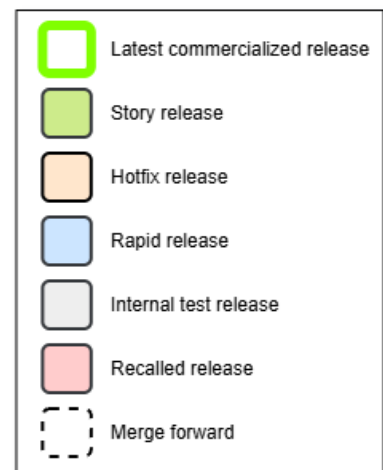 Latest commercialized release
Story release
Hotfix release
Rapid release
Internal test release
Recalled release
Merge forward